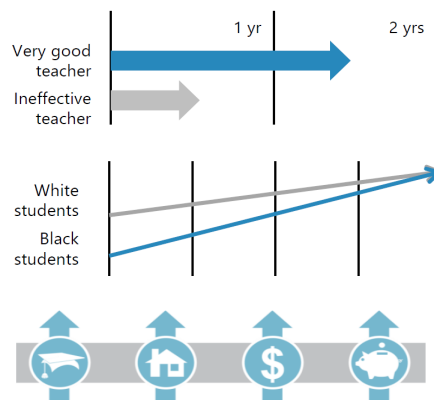 1 yr
2 yrs
Very good
teacher
Ineffective
teacher
White
students
Black
students
$